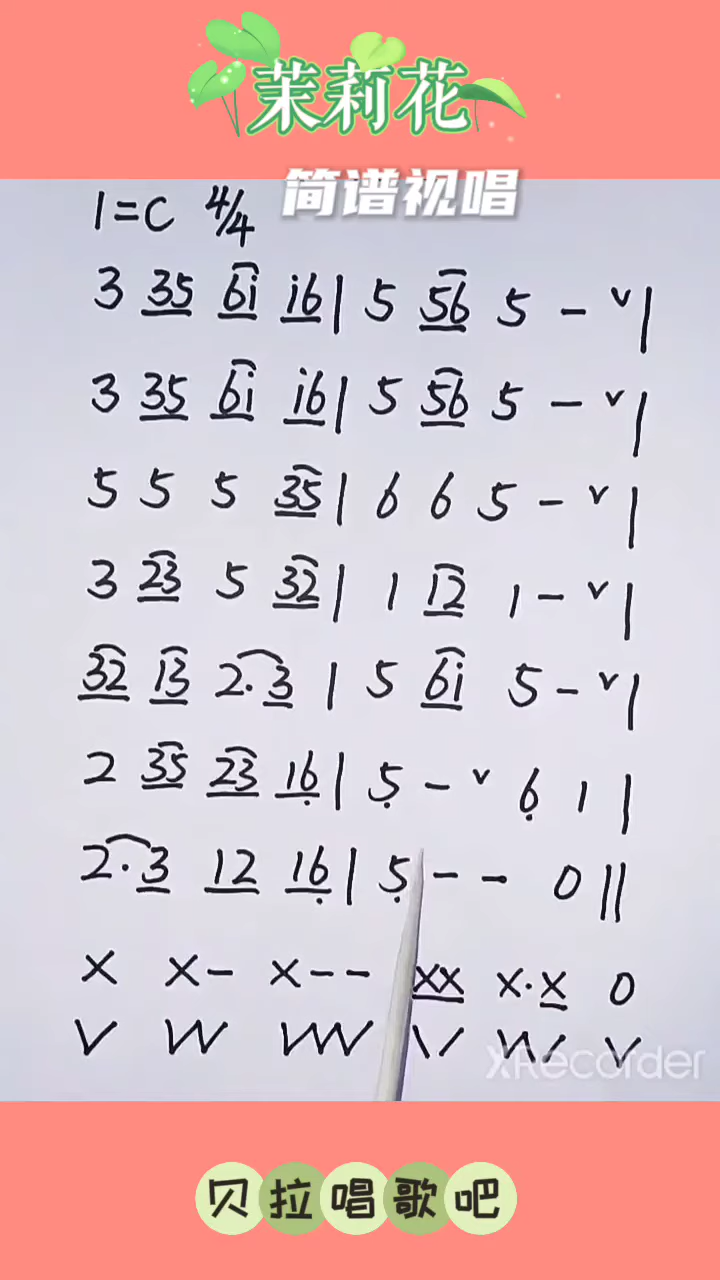 茉莉花
简谱视唱
1=C 4/4
3 35 6i i6 | 5 56 5 - ∨ |
3 35 6i i6 | 5 56 5 - ∨ |
5 5 5 35 | 6 6 5 - ∨ |
3 23 5 32 | 1 12 1 - ∨ |
32 13 2·3 | 5 6i 5 - ∨ |
2 35 23 16̣ | 5̣ - ∨ 6̣ 1 |
2·3 12 16̣ | 5̣ - - 0 ||
X X- X-- XX X·X 0
XRecorder
贝拉唱歌吧